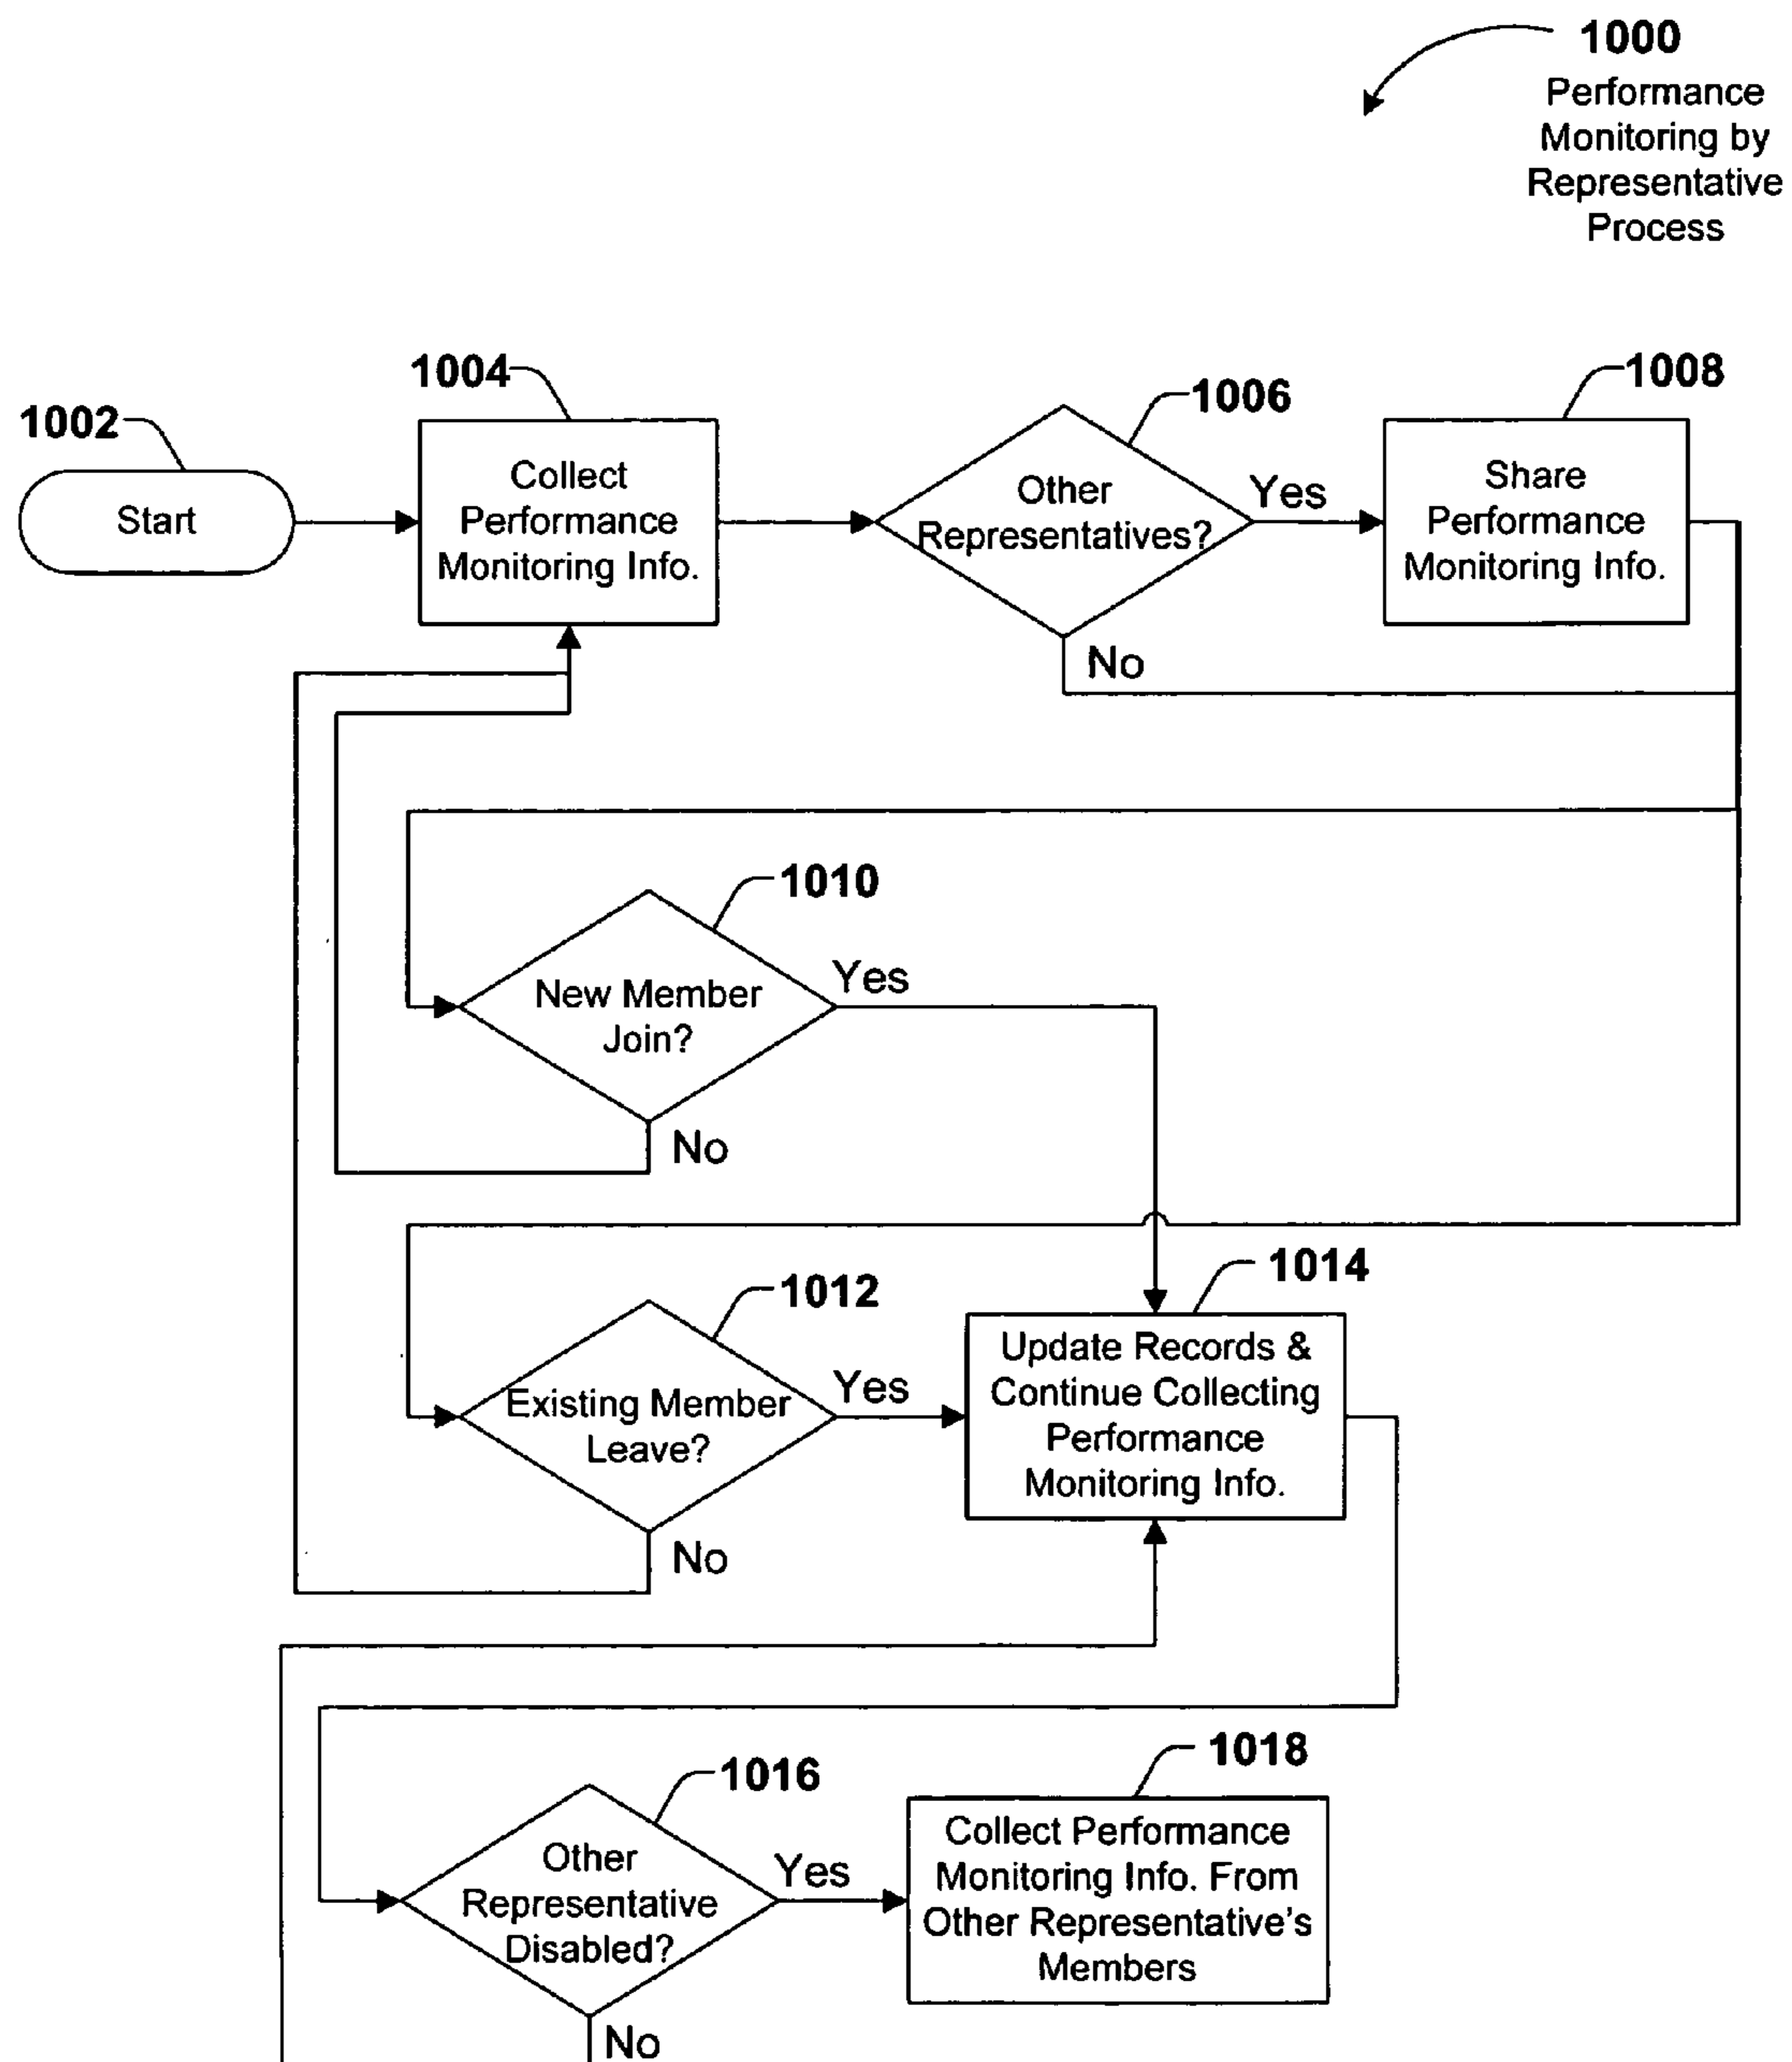 1000
Performance
Monitoring by
Representative
Process
1002
Start
1004
Collect
Performance
Monitoring Info.
1006
Other
Representatives?
Yes
No
1008
Share
Performance
Monitoring Info.
1010
New Member
Join?
Yes
No
1012
Existing Member
Leave?
Yes
No
1014
Update Records &
Continue Collecting
Performance
Monitoring Info.
1016
Other
Representative
Disabled?
Yes
No
1018
Collect Performance
Monitoring Info. From
Other Representative's
Members